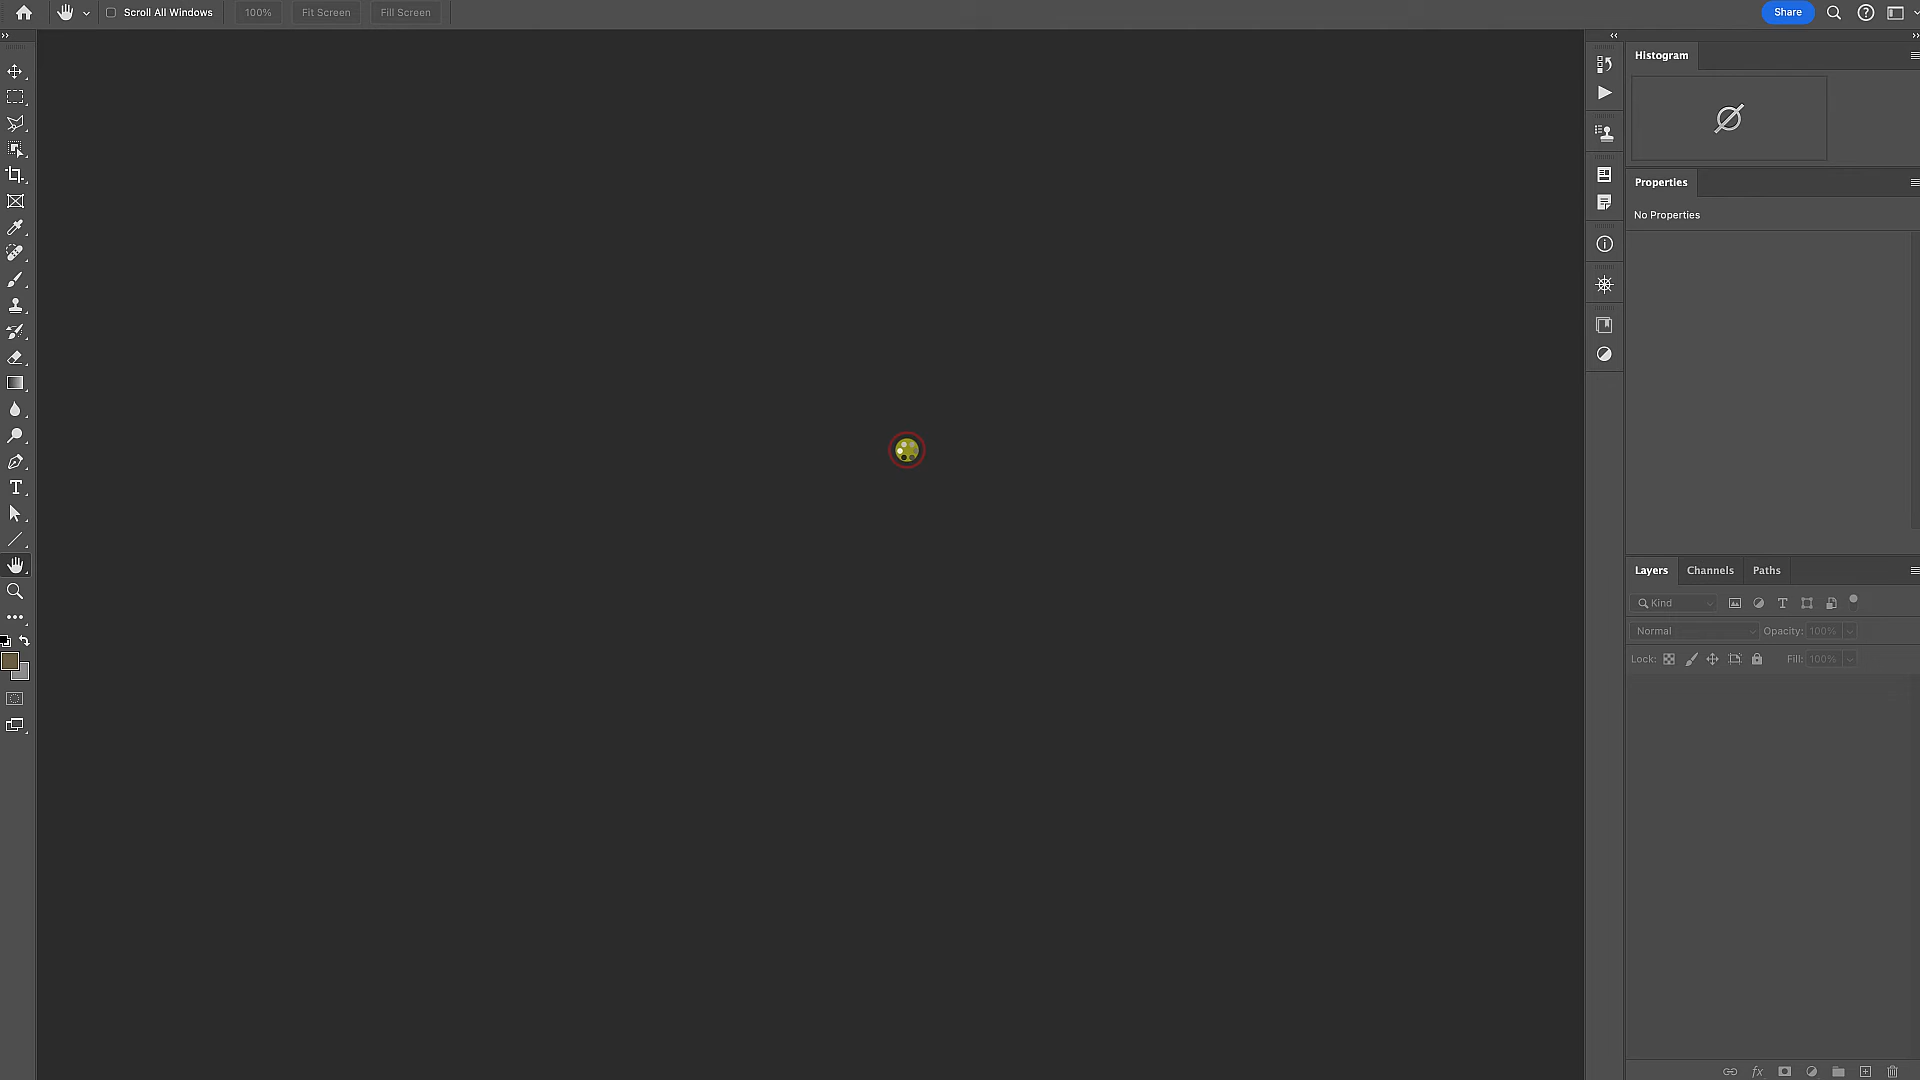 Scroll All Windows 100% Fit Screen Fill Screen Share
Histogram
Properties
No Properties
Layers Channels Paths
Kind
Normal Opacity: 100%
Lock: Fill: 100%